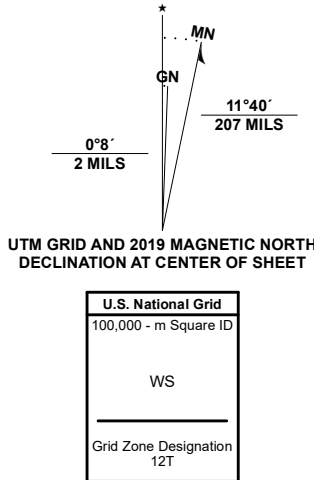 ★
MN
GN
11°40´
207 MILS
0°8´
2 MILS
UTM GRID AND 2019 MAGNETIC NORTH
DECLINATION AT CENTER OF SHEET
U.S. National Grid
100,000 - m Square ID
WS
Grid Zone Designation
12T